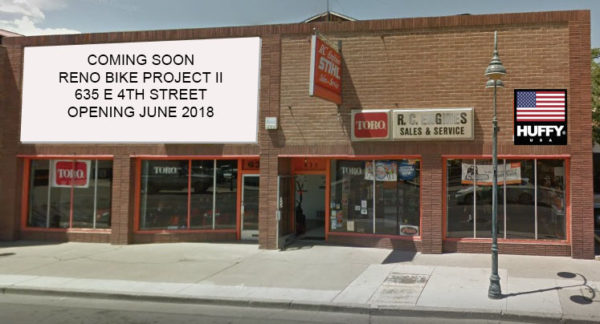 COMING SOON
RENO BIKE PROJECT II
635 E 4TH STREET
OPENING JUNE 2018
STIHL
TORO
R. C. ENGINES
SALES & SERVICE
HUFFY
USA
TORO
TORO
TORO